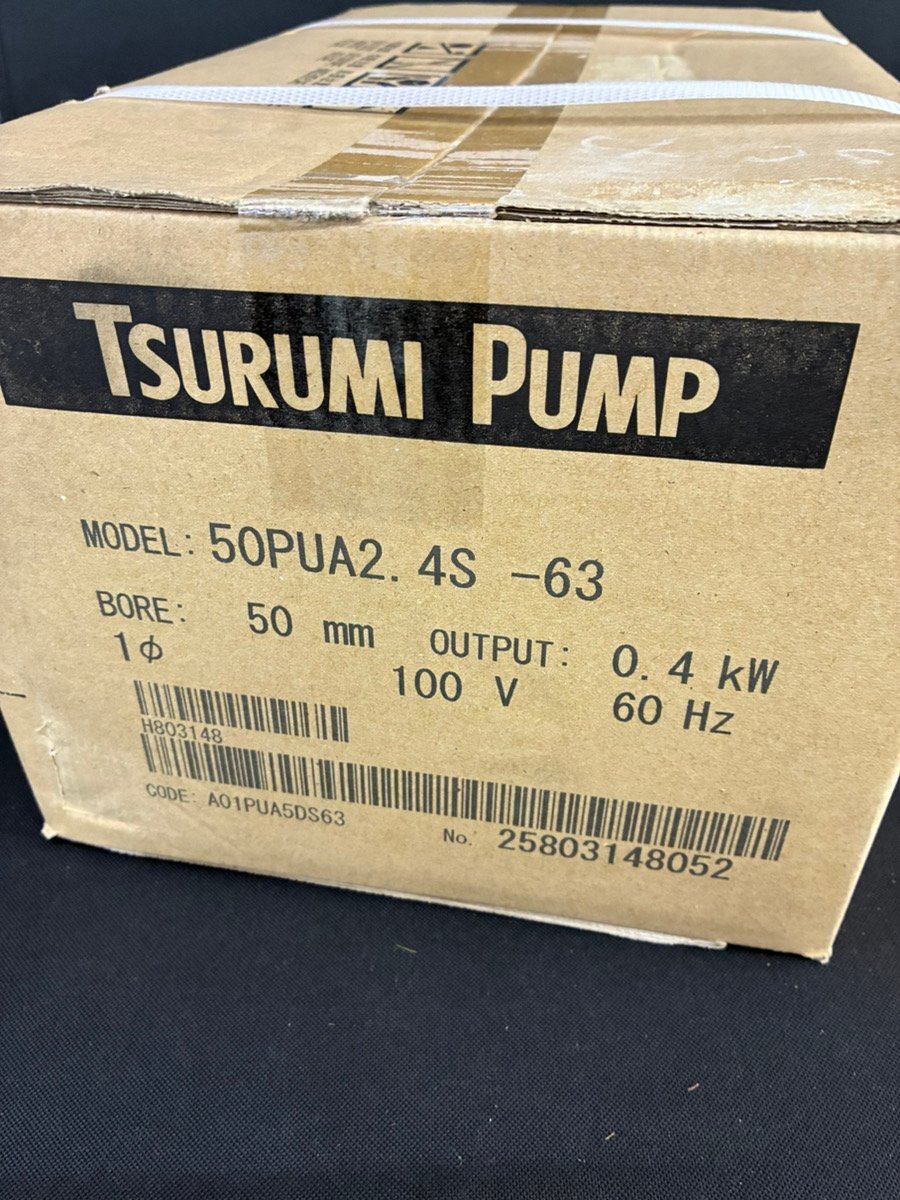 TSURUMI PUMP
MODEL: 50PUA2.4S -63
BORE: 50 mm OUTPUT: 0.4 kW
1φ 100 V 60 Hz
H803148
CODE: A01PUA5DS63 No. 25803148052